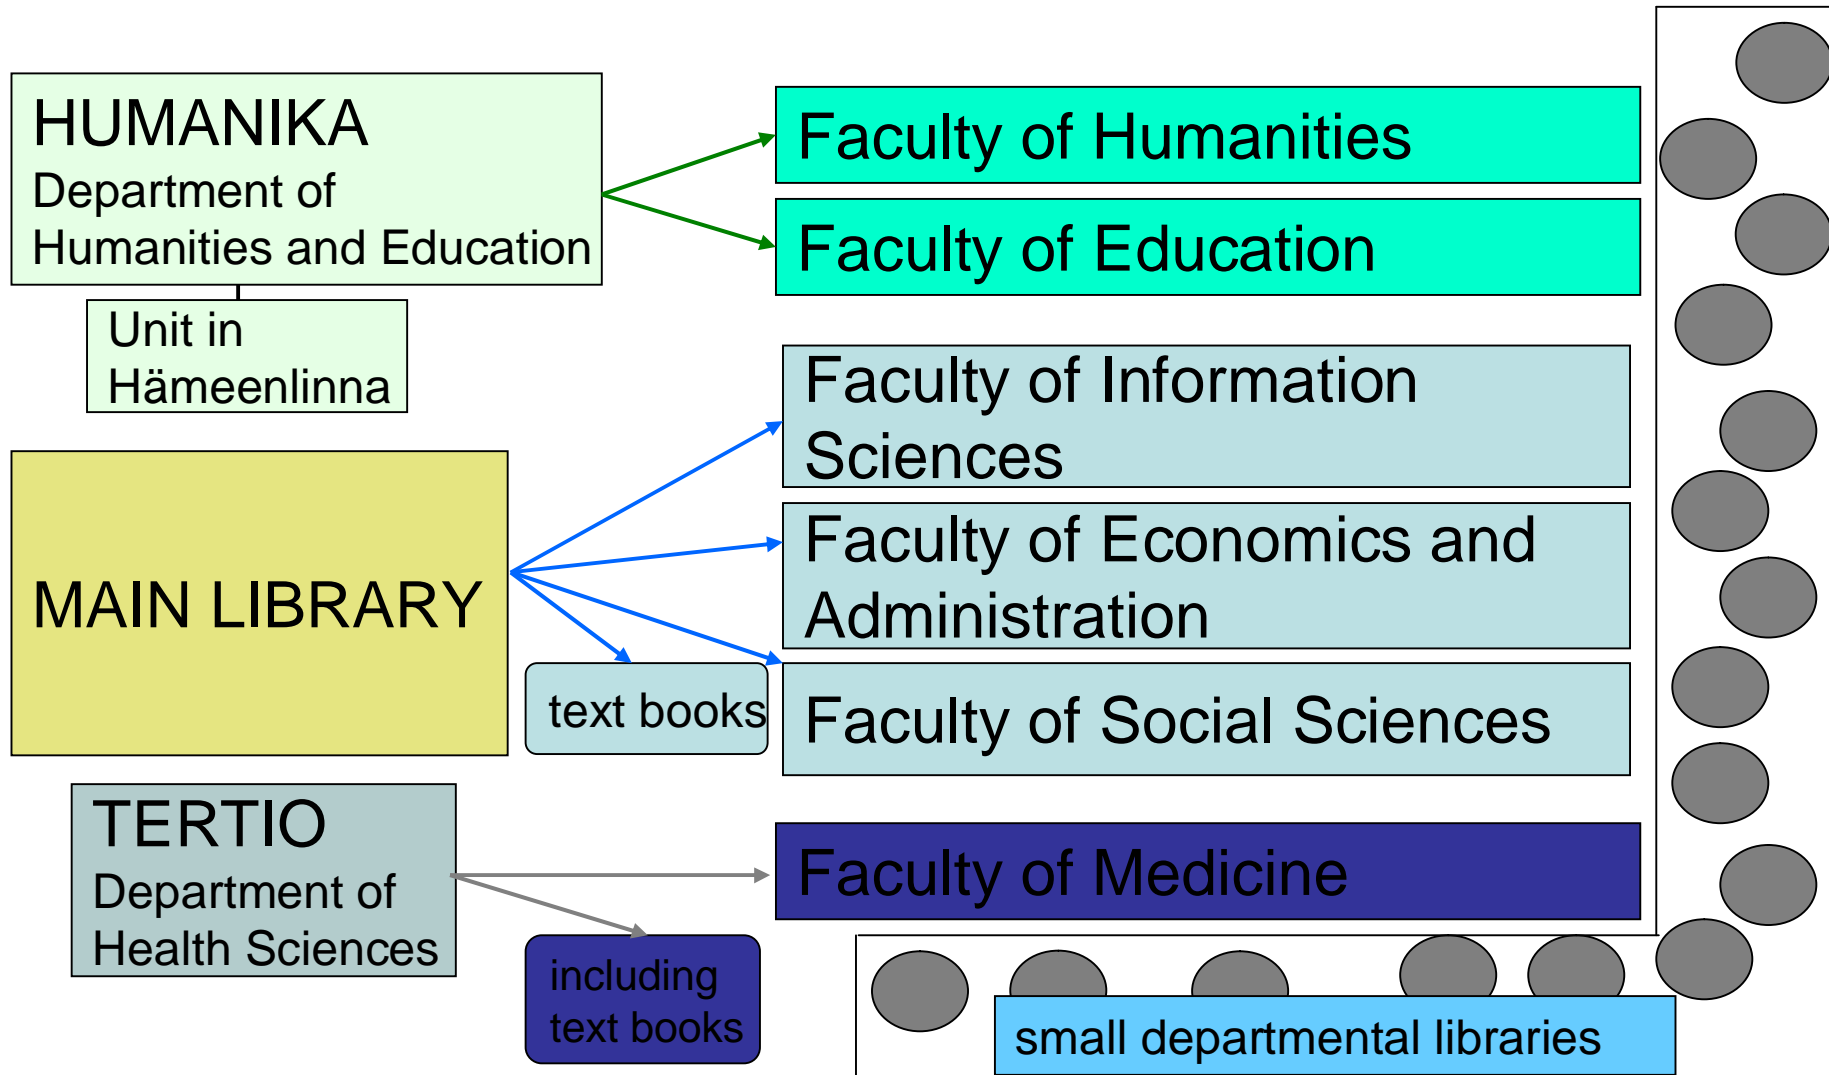 HUMANIKA
Department of
Humanities and Education
Unit in
Hämeenlinna
MAIN LIBRARY
text books
TERTIO
Department of
Health Sciences
including
text books
Faculty of Humanities
Faculty of Education
Faculty of Information
Sciences
Faculty of Economics and
Administration
Faculty of Social Sciences
Faculty of Medicine
small departmental libraries